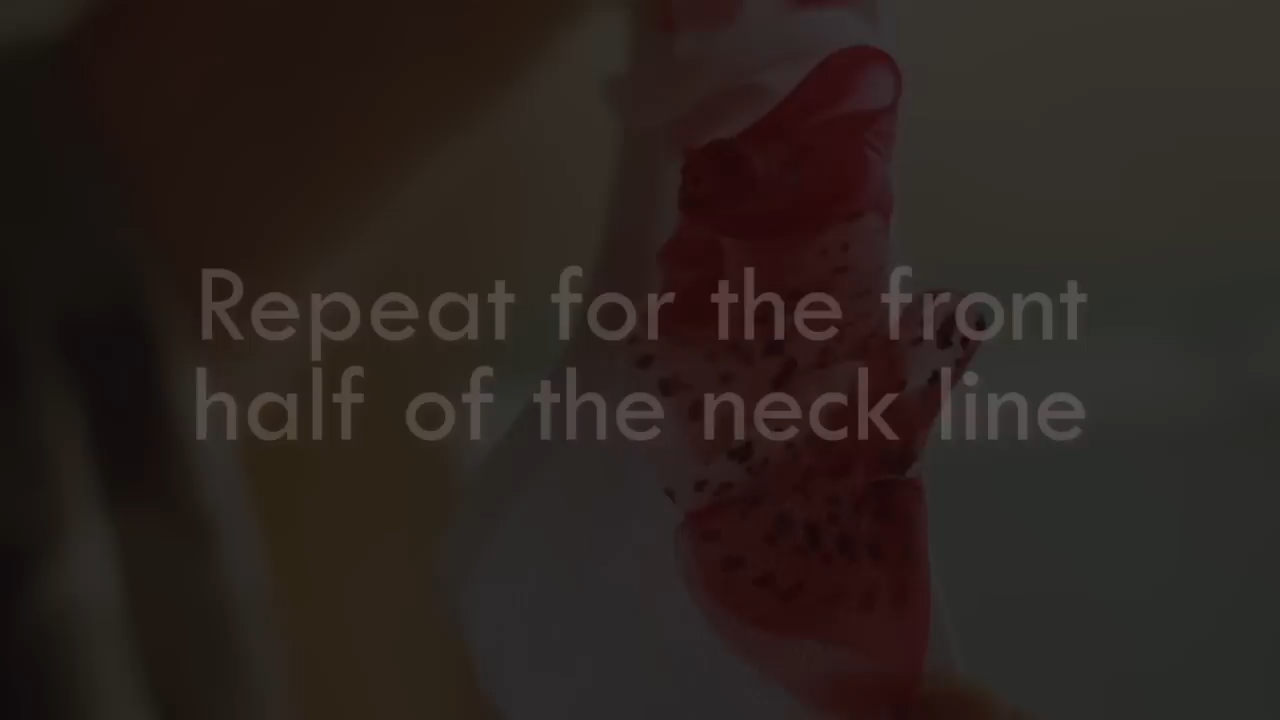 Repeat for the front
half of the neck line